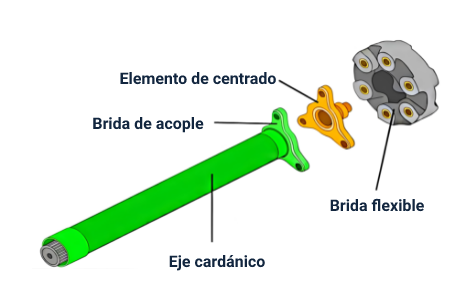 Elemento de centrado
Brida de acople
Brida flexible
Eje cardánico